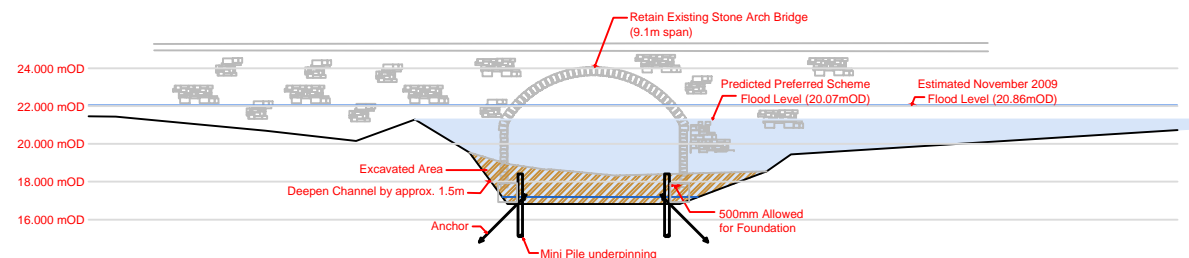 Retain Existing Stone Arch Bridge
(9.1m span)
24.000 mOD
Predicted Preferred Scheme
Flood Level (20.07mOD)
Estimated November 2009
Flood Level (20.86mOD)
22.000 mOD
20.000 mOD
Excavated Area
18.000 mOD
Deepen Channel by approx. 1.5m
16.000 mOD
Anchor
500mm Allowed
for Foundation
Mini Pile underpinning